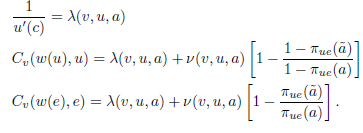 1/u′(c) = λ(v, u, a)
C_v(w(u), u) = λ(v, u, a) + ν(v, u, a) [1 − (1 − π_ue(ã))/(1 − π_ue(a))]
C_v(w(e), e) = λ(v, u, a) + ν(v, u, a) [1 − π_ue(ã)/π_ue(a)].